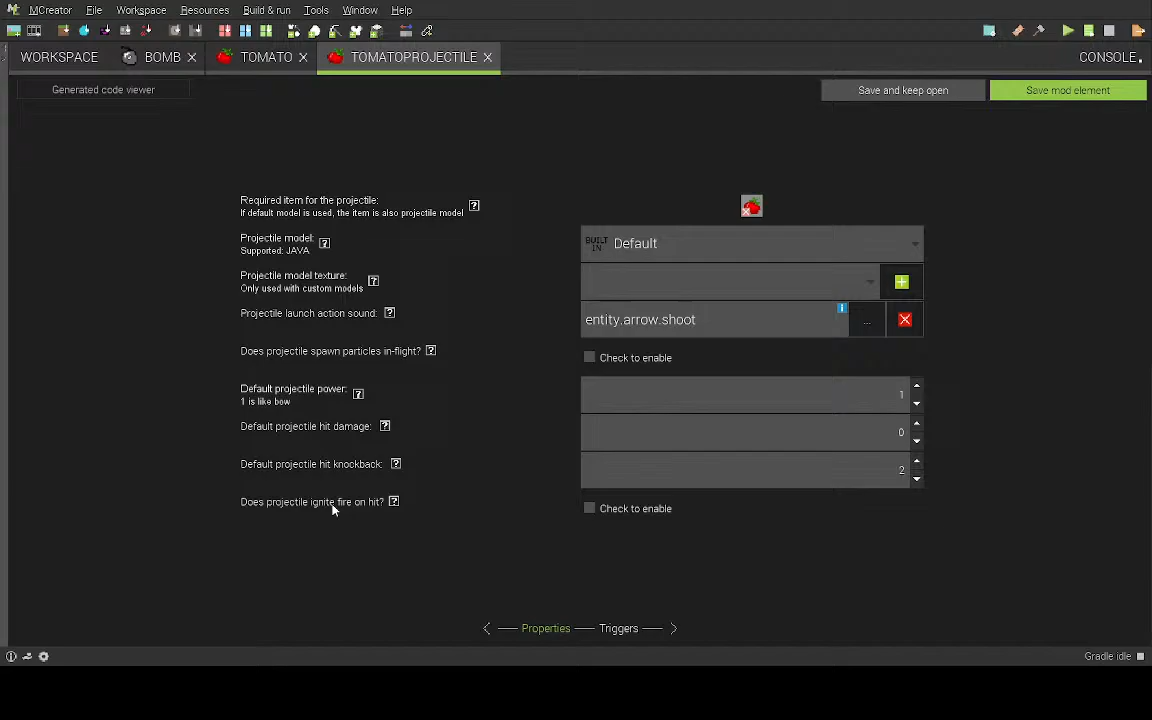 MCreator File Workspace Resources Build & run Tools Window Help
WORKSPACE BOMB TOMATO TOMATOPROJECTILE CONSOLE
Generated code viewer Save and keep open Save mod element
Required item for the projectile:
If default model is used, the item is also projectile model
Projectile model:
Supported: JAVA
BUILT IN Default
Projectile model texture:
Only used with custom models
Projectile launch action sound: entity.arrow.shoot ...
Does projectile spawn particles in-flight? Check to enable
Default projectile power: 1
1 is like bow
Default projectile hit damage: 0
Default projectile hit knockback: 2
Does projectile ignite fire on hit? Check to enable
Properties Triggers
Gradle idle